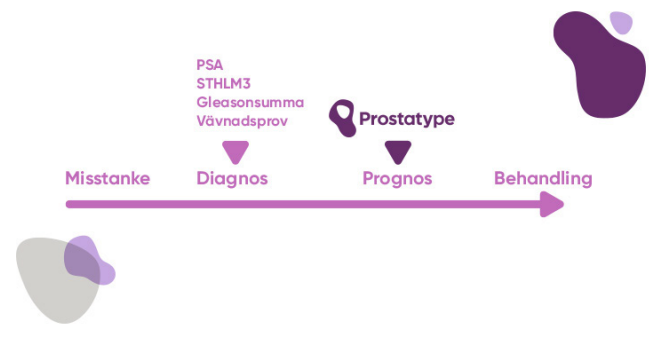 PSA
STHLM3
Gleasonsumma
Vävnadsprov
Prostatype
Misstanke Diagnos Prognos Behandling